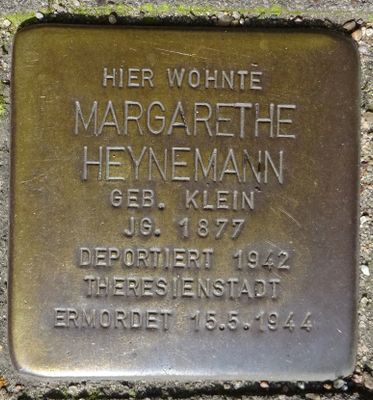 HIER WOHNTE
MARGARETHE
HEYNEMANN
GEB. KLEIN
JG. 1877
DEPORTIERT 1942
THERESIENSTADT
ERMORDET 15.5.1944